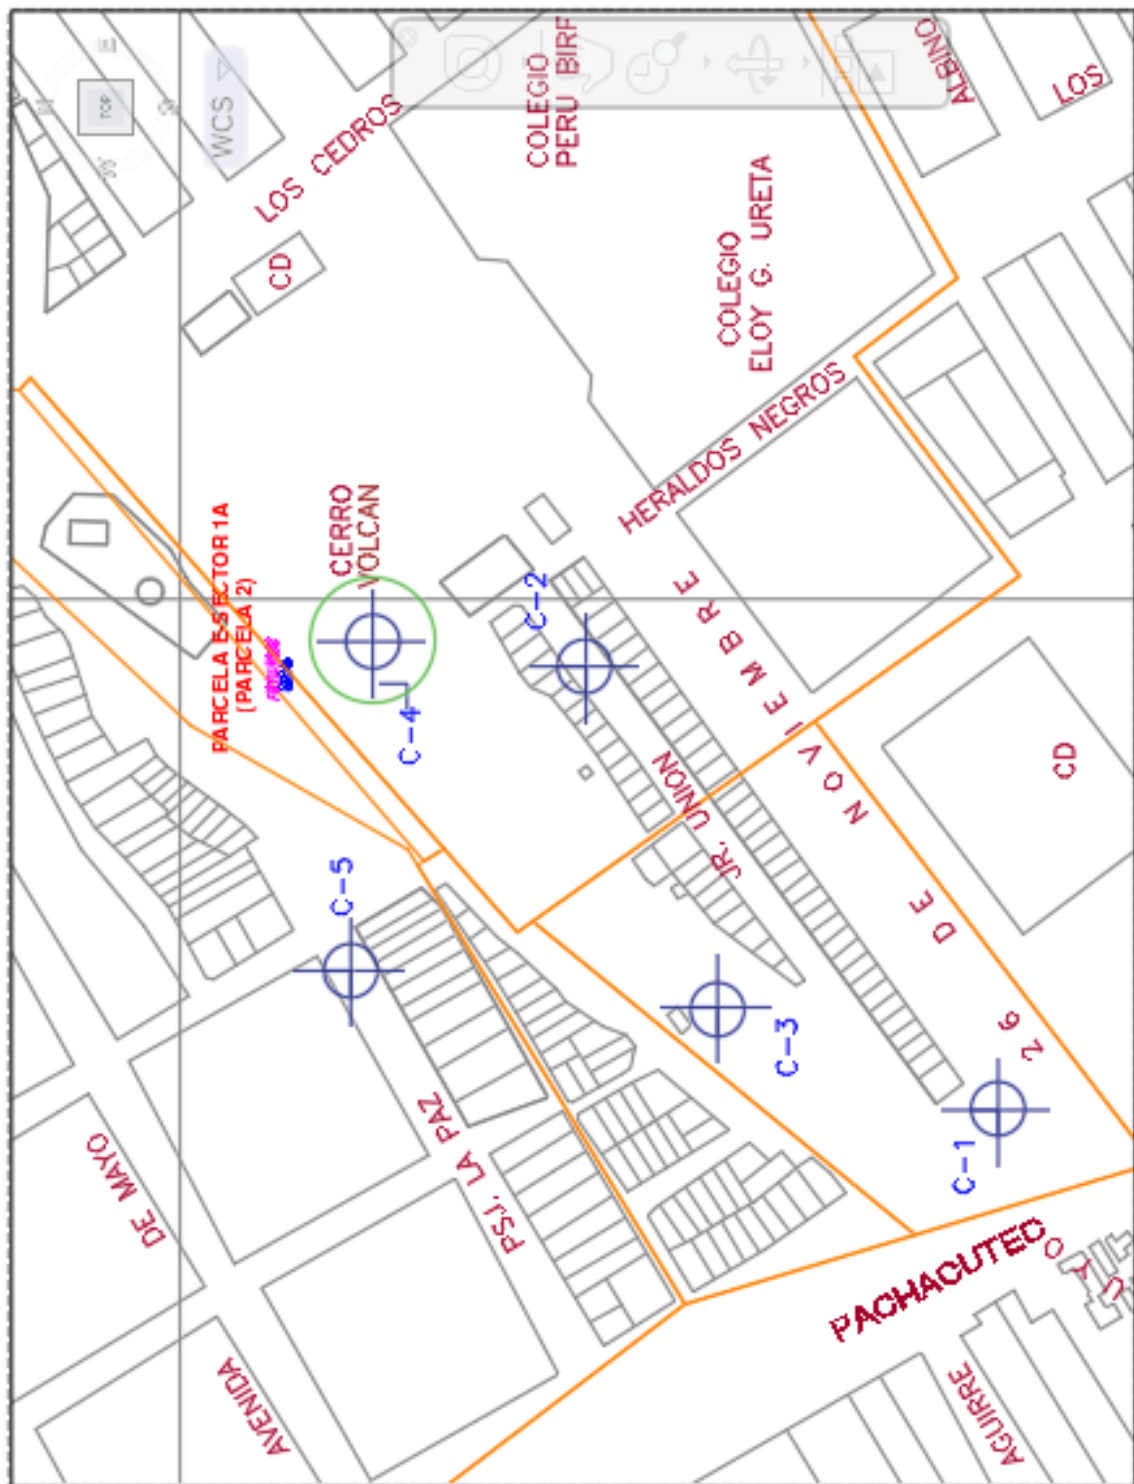 E
TOP
WCS
LOS CEDROS
CD
COLEGIO
PERU BIRF
ALBINO
LOS
COLEGIO
ELOY G. URETA
HERALDOS NEGROS
CERRO
VOLCAN
PARCELA E-SECTOR 1A
(PARCELA 2)
C-2
C-4
C-5
JR. UNION
26 DE NOVIEMBRE
CD
C-3
C-1
DE MAYO
PSJ. LA PAZ
AVENIDA
PACHACUTEC
AGUIRRE